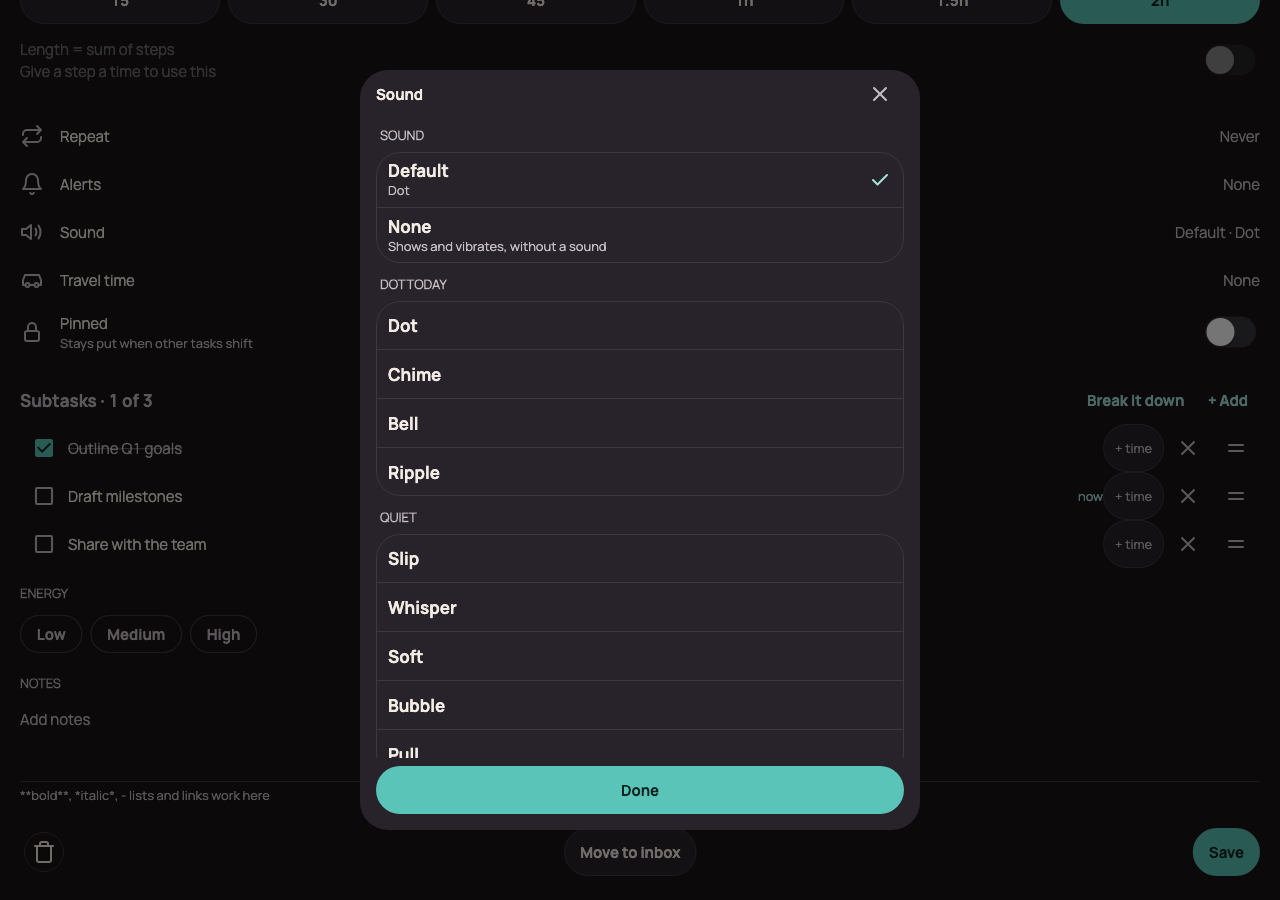 15
30
45
1h
1.5h
2h
Length = sum of steps
Give a step a time to use this
Repeat
Never
Alerts
None
Sound
Default · Dot
Travel time
None
Pinned
Stays put when other tasks shift
Subtasks · 1 of 3
Break it down
+ Add
Outline Q1 goals
+ time
Draft milestones
now
+ time
Share with the team
+ time
ENERGY
Low
Medium
High
NOTES
Add notes
**bold**, *italic*, - lists and links work here
Move to inbox
Save
Sound
SOUND
Default
Dot
None
Shows and vibrates, without a sound
DOTTODAY
Dot
Chime
Bell
Ripple
QUIET
Slip
Whisper
Soft
Bubble
Pull
Done